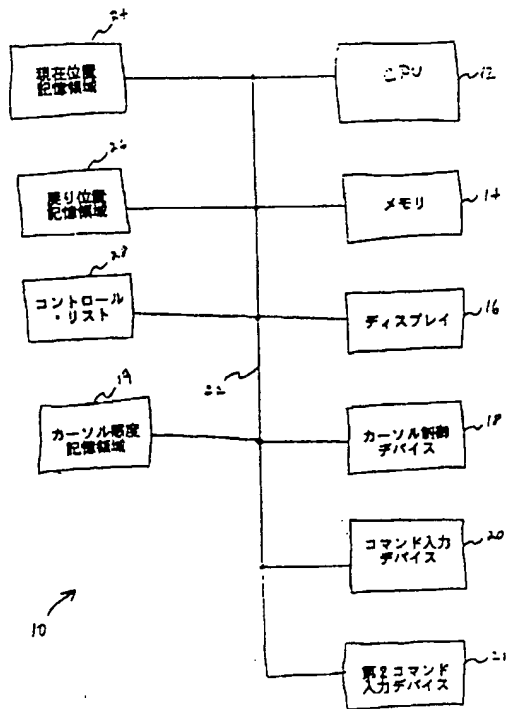 24
現在位置
記憶領域
CPU
12
26
戻り位置
記憶領域
メモリ
14
28
コントロール
・リスト
ディスプレイ
16
22
19
カーソル感度
記憶領域
カーソル制御
デバイス
18
コマンド入力
デバイス
20
10
第2コマンド
入力デバイス
21